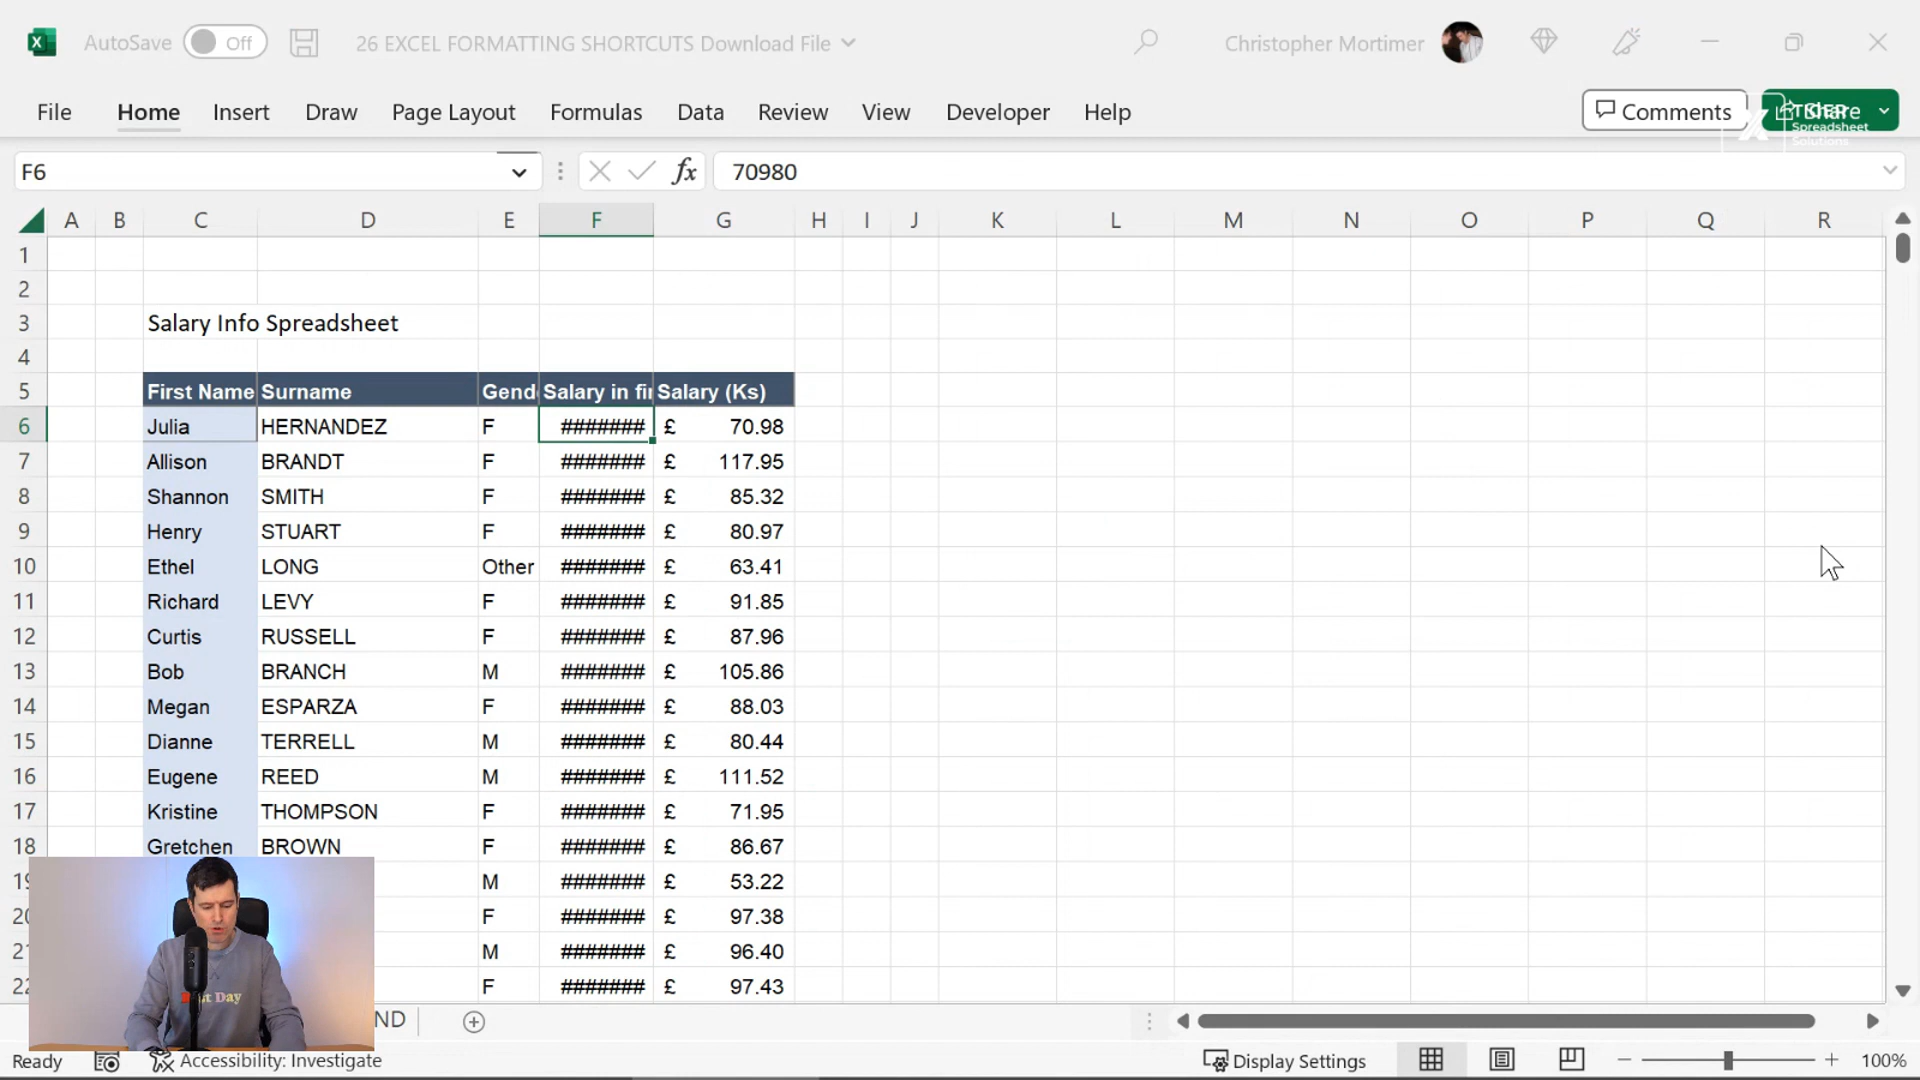 AutoSave Off 26 EXCEL FORMATTING SHORTCUTS Download File Christopher Mortimer
File Home Insert Draw Page Layout Formulas Data Review View Developer Help Comments Share
TIGER
Spreadsheet
Solutions
F6 fx 70980
A B C D E F G H I J K L M N O P Q R
1
2
3 Salary Info Spreadsheet
4
5 First Name Surname Gend Salary in fi Salary (Ks)
6 Julia HERNANDEZ F ####### £ 70.98
7 Allison BRANDT F ####### £ 117.95
8 Shannon SMITH F ####### £ 85.32
9 Henry STUART F ####### £ 80.97
10 Ethel LONG Other ####### £ 63.41
11 Richard LEVY F ####### £ 91.85
12 Curtis RUSSELL F ####### £ 87.96
13 Bob BRANCH M ####### £ 105.86
14 Megan ESPARZA F ####### £ 88.03
15 Dianne TERRELL M ####### £ 80.44
16 Eugene REED M ####### £ 111.52
17 Kristine THOMPSON F ####### £ 71.95
18 Gretchen BROWN F ####### £ 86.67
19 M ####### £ 53.22
20 F ####### £ 97.38
21 M ####### £ 96.40
22 F ####### £ 97.43
Day
ND
Ready Accessibility: Investigate Display Settings 100%